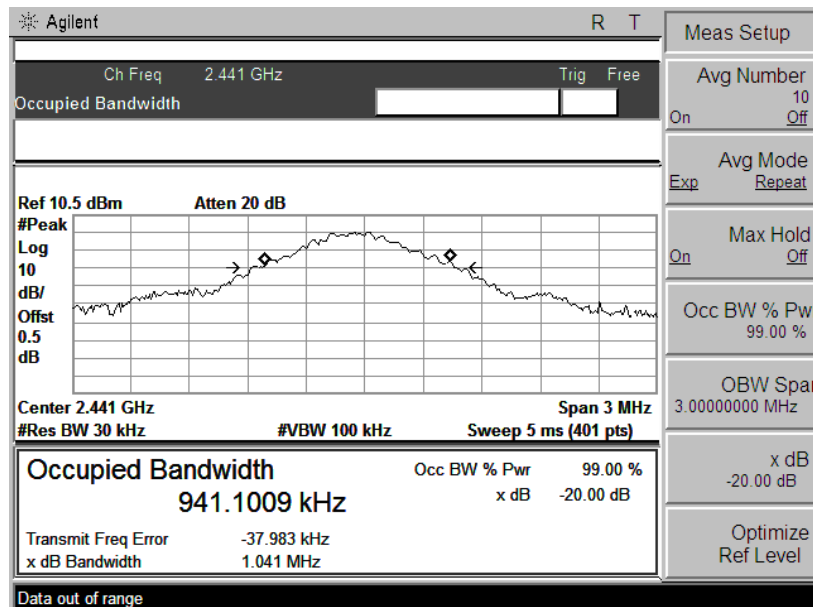 Agilent R T
Meas Setup
Ch Freq 2.441 GHz Trig Free
Occupied Bandwidth
Avg Number
10
On Off
Avg Mode
Exp Repeat
Max Hold
On Off
Occ BW % Pw
99.00 %
OBW Spa
3.00000000 MHz
x dB
-20.00 dB
Optimize
Ref Level
Ref 10.5 dBm Atten 20 dB
#Peak
Log
10
dB/
Offst
0.5
dB
Center 2.441 GHz Span 3 MHz
#Res BW 30 kHz #VBW 100 kHz Sweep 5 ms (401 pts)
Occupied Bandwidth Occ BW % Pwr 99.00 %
941.1009 kHz x dB -20.00 dB
Transmit Freq Error -37.983 kHz
x dB Bandwidth 1.041 MHz
Data out of range